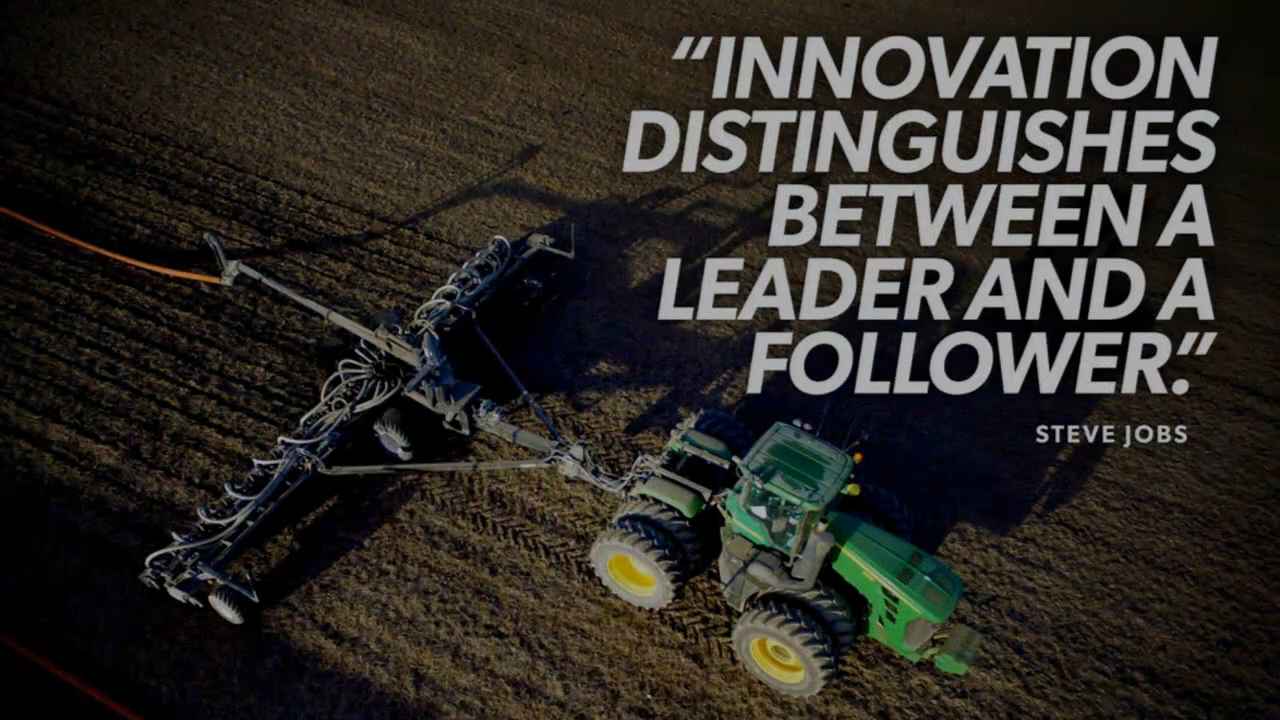 “INNOVATION
DISTINGUISHES
BETWEEN A
LEADER AND A
FOLLOWER.”
STEVE JOBS